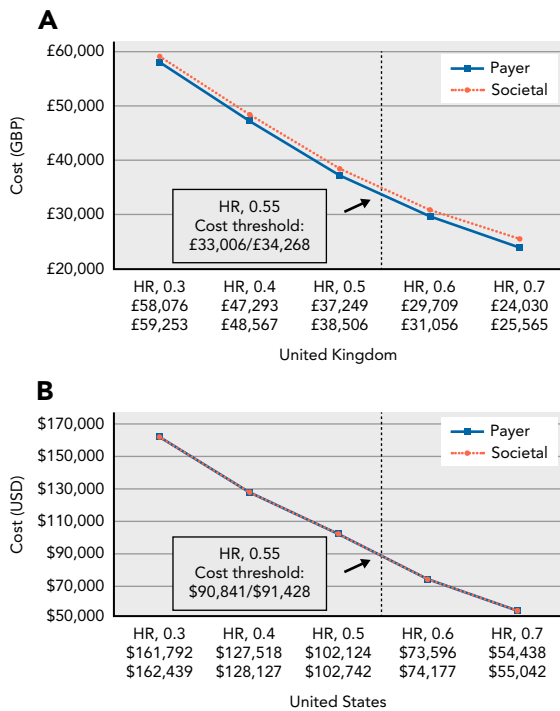 A
£60,000
£50,000
£40,000
£30,000
£20,000
Cost (GBP)
Payer
Societal
HR, 0.55
Cost threshold:
£33,006/£34,268
HR, 0.3 HR, 0.4 HR, 0.5 HR, 0.6 HR, 0.7
£58,076 £47,293 £37,249 £29,709 £24,030
£59,253 £48,567 £38,506 £31,056 £25,565
United Kingdom
B
$170,000
$150,000
$130,000
$110,000
$90,000
$70,000
$50,000
Cost (USD)
Payer
Societal
HR, 0.55
Cost threshold:
$90,841/$91,428
HR, 0.3 HR, 0.4 HR, 0.5 HR, 0.6 HR, 0.7
$161,792 $127,518 $102,124 $73,596 $54,438
$162,439 $128,127 $102,742 $74,177 $55,042
United States